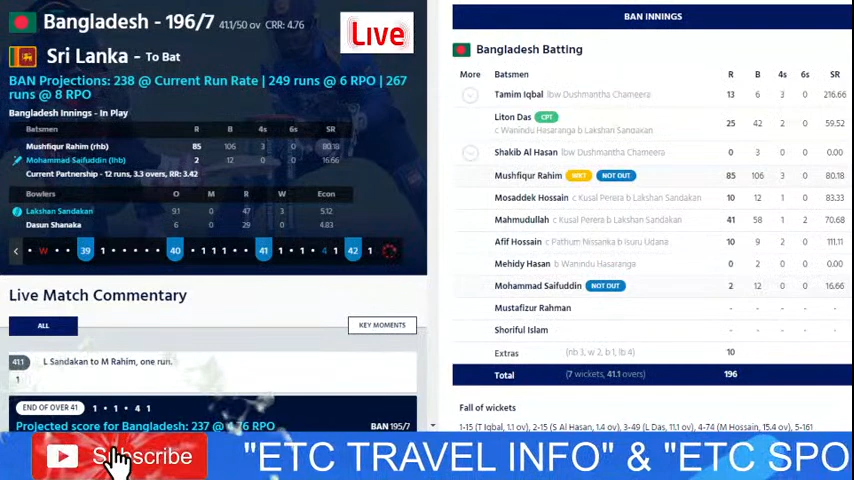 Bangladesh - 196/7 41.1/50 ov CRR: 4.76
Live
Sri Lanka - To Bat
BAN Projections: 238 @ Current Run Rate | 249 runs @ 6 RPO | 267
runs @ 8 RPO
Bangladesh Innings - In Play
Batsmen R B 4s 6s SR
Mushfiqur Rahim (rhb) 85 106 3 0 80.18
Mohammad Saifuddin (lhb) 2 12 0 0 16.66
Current Partnership - 12 runs, 3.3 overs, RR: 3.42
Bowlers O M R W Econ
Lakshan Sandakan 9.1 0 47 3 5.12
Dasun Shanaka 6 0 29 0 4.83
< • W • • 39 1 • • • • • 40 • 1 1 1 • • 41 1 • 1 • 4 1 42 1
Live Match Commentary
ALL
KEY MOMENTS
41.1 L Sandakan to M Rahim, one run.
1
END OF OVER 41 1 • 1 • 4 1
Projected score for Bangladesh: 237 @ 4.76 RPO BAN 195/7
BAN INNINGS
Bangladesh Batting
More Batsmen R B 4s 6s SR
Tamim Iqbal lbw Dushmantha Chameera 13 6 3 0 216.66
Liton Das CPT
c Wanindu Hasaranga b Lakshan Sandakan 25 42 2 0 59.52
Shakib Al Hasan lbw Dushmantha Chameera 0 3 0 0 0.00
Mushfiqur Rahim WKT NOT OUT 85 106 3 0 80.18
Mosaddek Hossain c Kusal Perera b Lakshan Sandakan 10 12 1 0 83.33
Mahmudullah c Kusal Perera b Lakshan Sandakan 41 58 1 2 70.68
Afif Hossain c Pathum Nissanka b Isuru Udana 10 9 2 0 111.11
Mehidy Hasan b Wanindu Hasaranga 0 2 0 0 0.00
Mohammad Saifuddin NOT OUT 2 12 0 0 16.66
Mustafizur Rahman - - - - -
Shoriful Islam - - - - -
Extras (nb 3, w 2, b 1, lb 4) 10
Total (7 wickets, 41.1 overs) 196
Fall of wickets
1-15 (T Iqbal, 1.1 ov), 2-15 (S Al Hasan, 1.4 ov), 3-49 (L Das, 11.1 ov), 4-74 (M Hossain, 15.4 ov), 5-161
Subscribe
"ETC TRAVEL INFO" & "ETC SPO